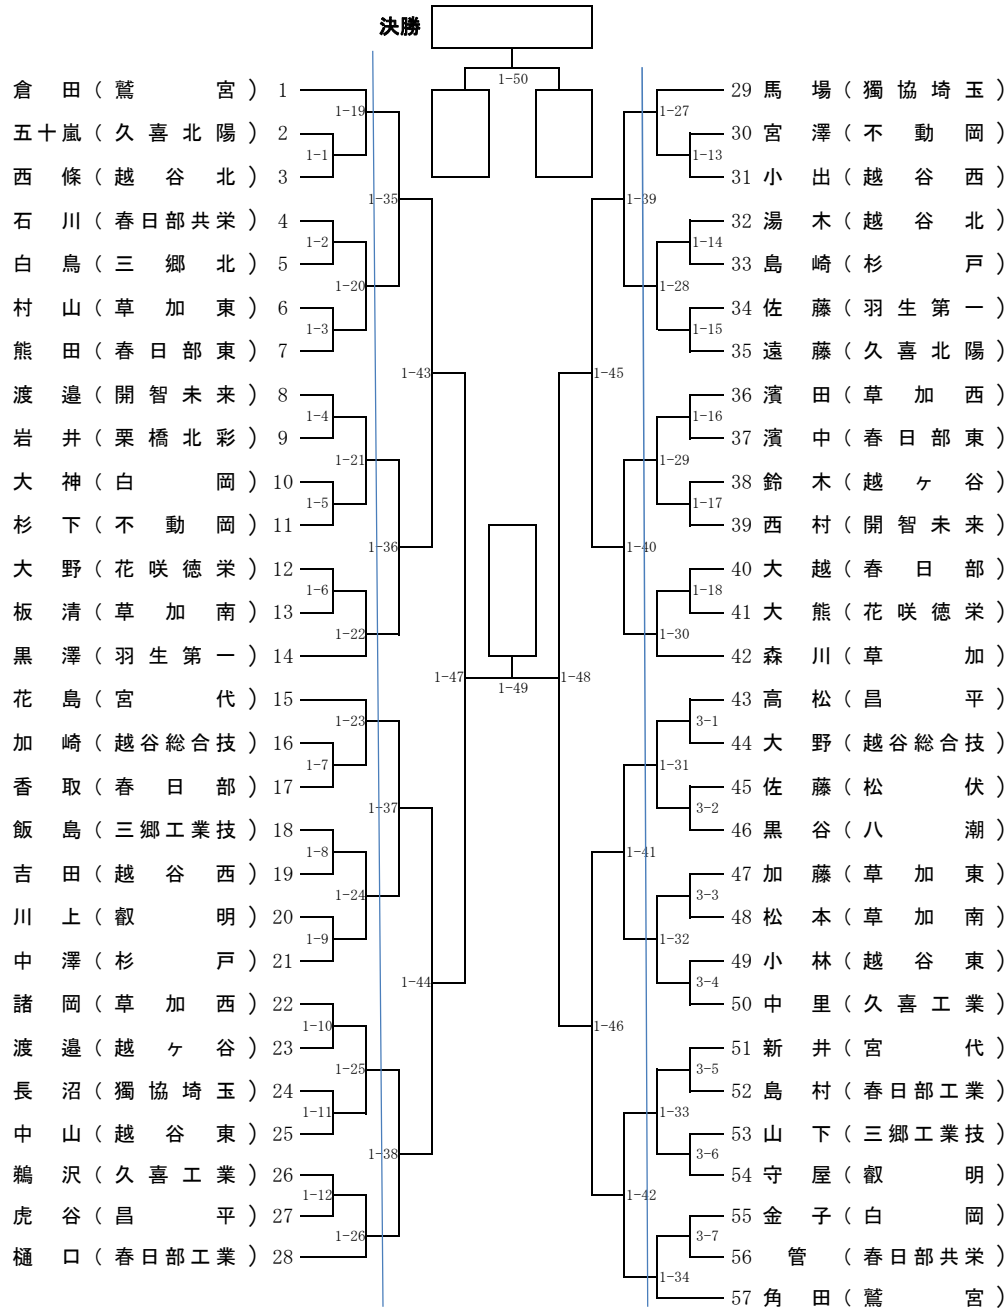 決勝
1-50
倉田（鷲宮）1
五十嵐（久喜北陽）2
西條（越谷北）3
石川（春日部共栄）4
白鳥（三郷北）5
村山（草加東）6
熊田（春日部東）7
渡邉（開智未来）8
岩井（栗橋北彩）9
大神（白岡）10
杉下（不動岡）11
大野（花咲徳栄）12
板清（草加南）13
黒澤（羽生第一）14
花島（宮代）15
加崎（越谷総合技）16
香取（春日部）17
飯島（三郷工業技）18
吉田（越谷西）19
川上（叡明）20
中澤（杉戸）21
諸岡（草加西）22
渡邉（越ヶ谷）23
長沼（獨協埼玉）24
中山（越谷東）25
鵜沢（久喜工業）26
虎谷（昌平）27
樋口（春日部工業）28
1-1
1-2
1-3
1-4
1-5
1-6
1-7
1-8
1-9
1-10
1-11
1-12
1-19
1-20
1-21
1-22
1-23
1-24
1-25
1-26
1-35
1-36
1-37
1-38
1-43
1-44
1-47
1-49
1-48
1-45
1-46
1-39
1-40
1-41
1-42
1-27
1-28
1-29
1-30
1-31
1-32
1-33
1-34
1-13
1-14
1-15
1-16
1-17
1-18
3-1
3-2
3-3
3-4
3-5
3-6
3-7
29 馬場（獨協埼玉）
30 宮澤（不動岡）
31 小出（越谷西）
32 湯木（越谷北）
33 島崎（杉戸）
34 佐藤（羽生第一）
35 遠藤（久喜北陽）
36 濱田（草加西）
37 濱中（春日部東）
38 鈴木（越ヶ谷）
39 西村（開智未来）
40 大越（春日部）
41 大熊（花咲徳栄）
42 森川（草加）
43 高松（昌平）
44 大野（越谷総合技）
45 佐藤（松伏）
46 黒谷（八潮）
47 加藤（草加東）
48 松本（草加南）
49 小林（越谷東）
50 中里（久喜工業）
51 新井（宮代）
52 島村（春日部工業）
53 山下（三郷工業技）
54 守屋（叡明）
55 金子（白岡）
56 管（春日部共栄）
57 角田（鷲宮）